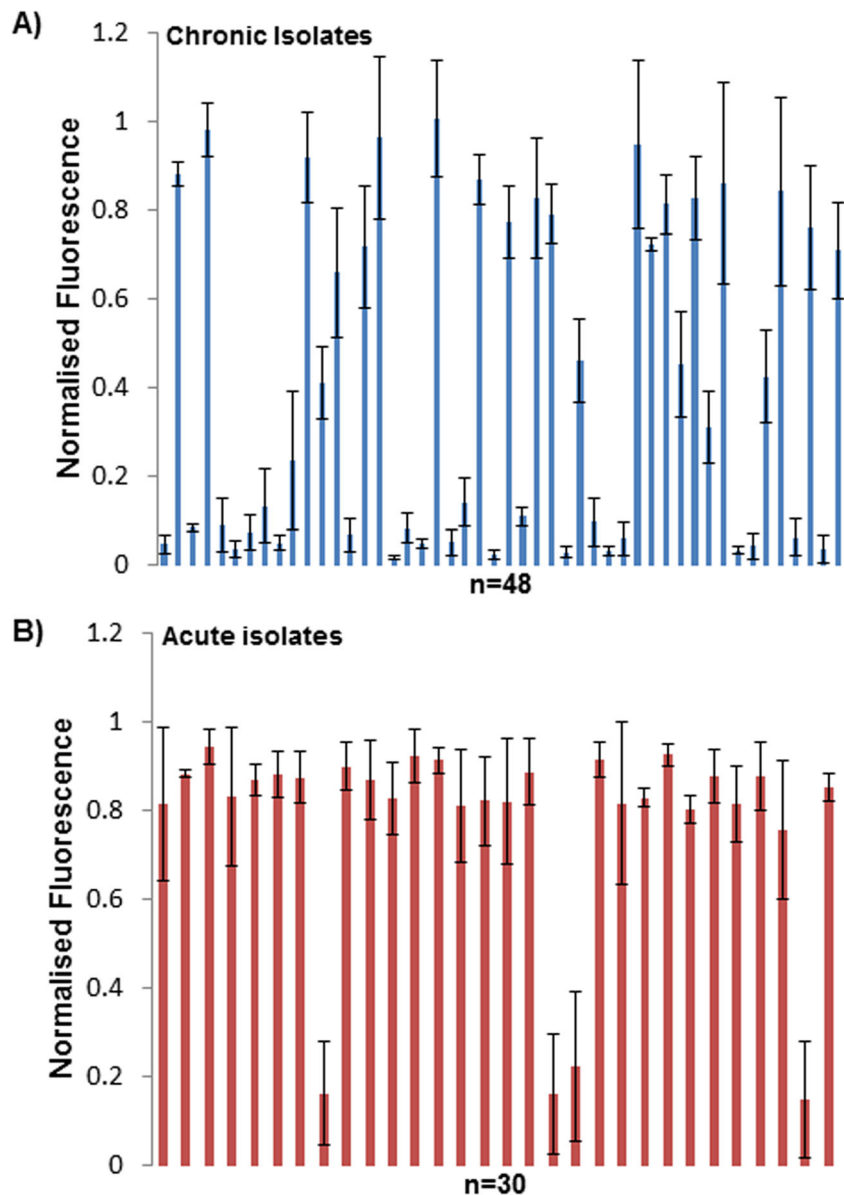 A)
Chronic Isolates
Normalised Fluorescence
1.2
1
0.8
0.6
0.4
0.2
0
n=48
B)
Acute isolates
Normalised Fluorescence
1.2
1
0.8
0.6
0.4
0.2
0
n=30